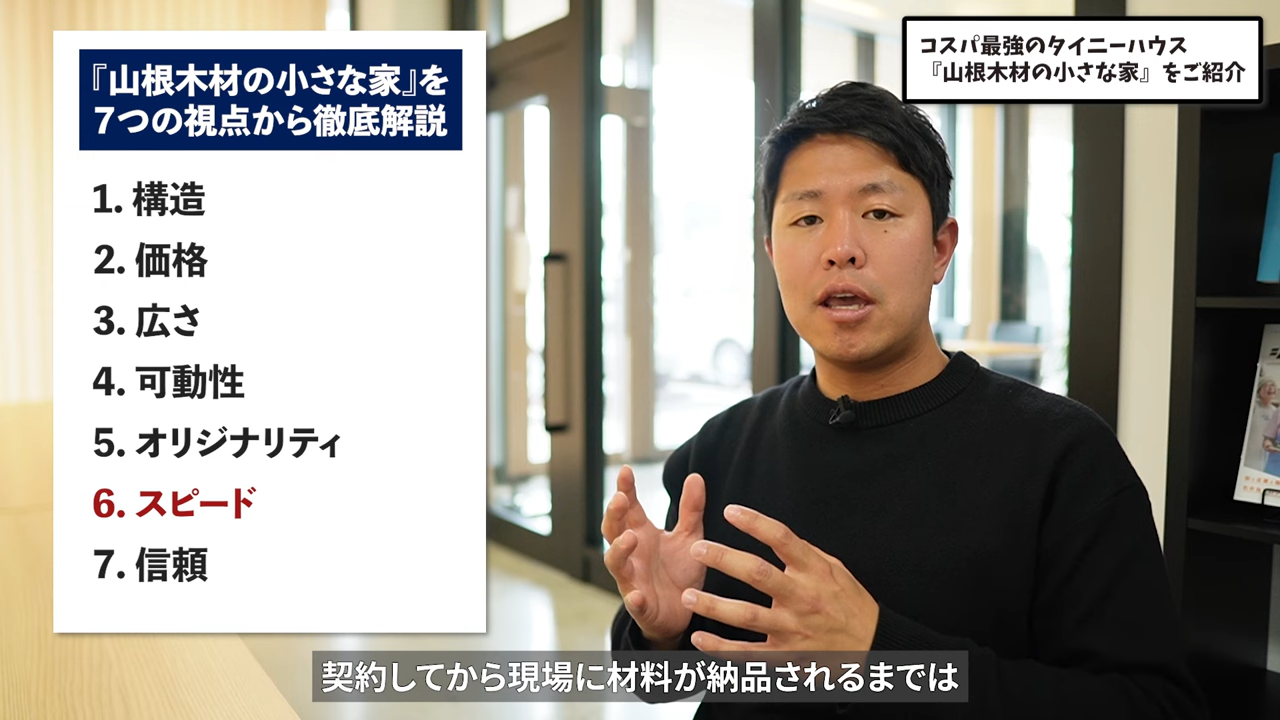 『山根木材の小さな家』を
7つの視点から徹底解説
1. 構造
2. 価格
3. 広さ
4. 可動性
5. オリジナリティ
6. スピード
7. 信頼
コスパ最強のタイニーハウス
『山根木材の小さな家』をご紹介
契約してから現場に材料が納品されるまでは